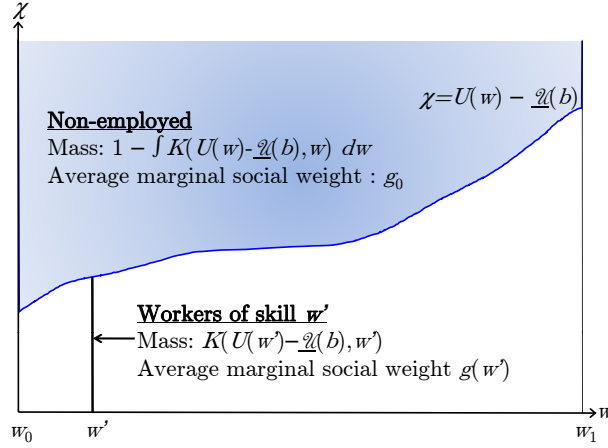 χ
χ=U(w) − 𝒰(b)
Non-employed
Mass: 1 − ∫ K(U(w)-𝒰(b),w) dw
Average marginal social weight : g₀
Workers of skill w'
Mass: K(U(w')−𝒰(b),w')
Average marginal social weight g(w')
w
w₀ w' w₁